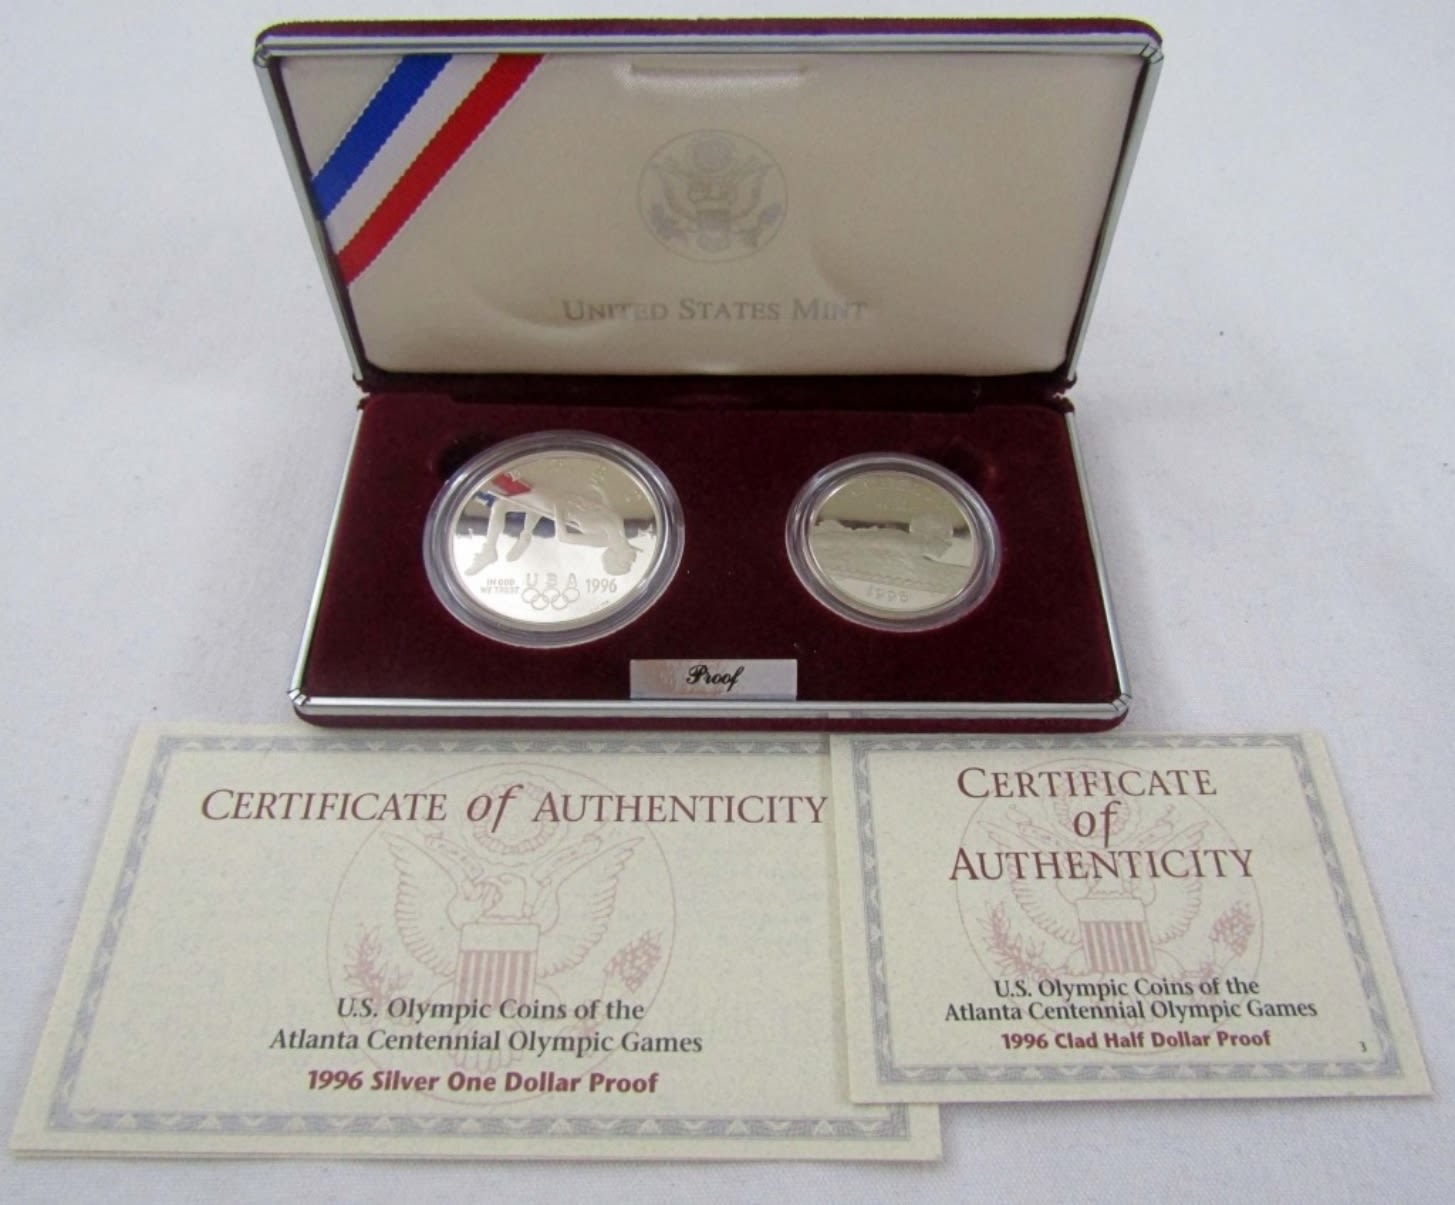 UNITED STATES MINT
IN GOD
WE TRUST
USA 1996
1996
Proof
CERTIFICATE of AUTHENTICITY
U.S. Olympic Coins of the
Atlanta Centennial Olympic Games
1996 Silver One Dollar Proof
CERTIFICATE
of
AUTHENTICITY
U.S. Olympic Coins of the
Atlanta Centennial Olympic Games
1996 Clad Half Dollar Proof
3